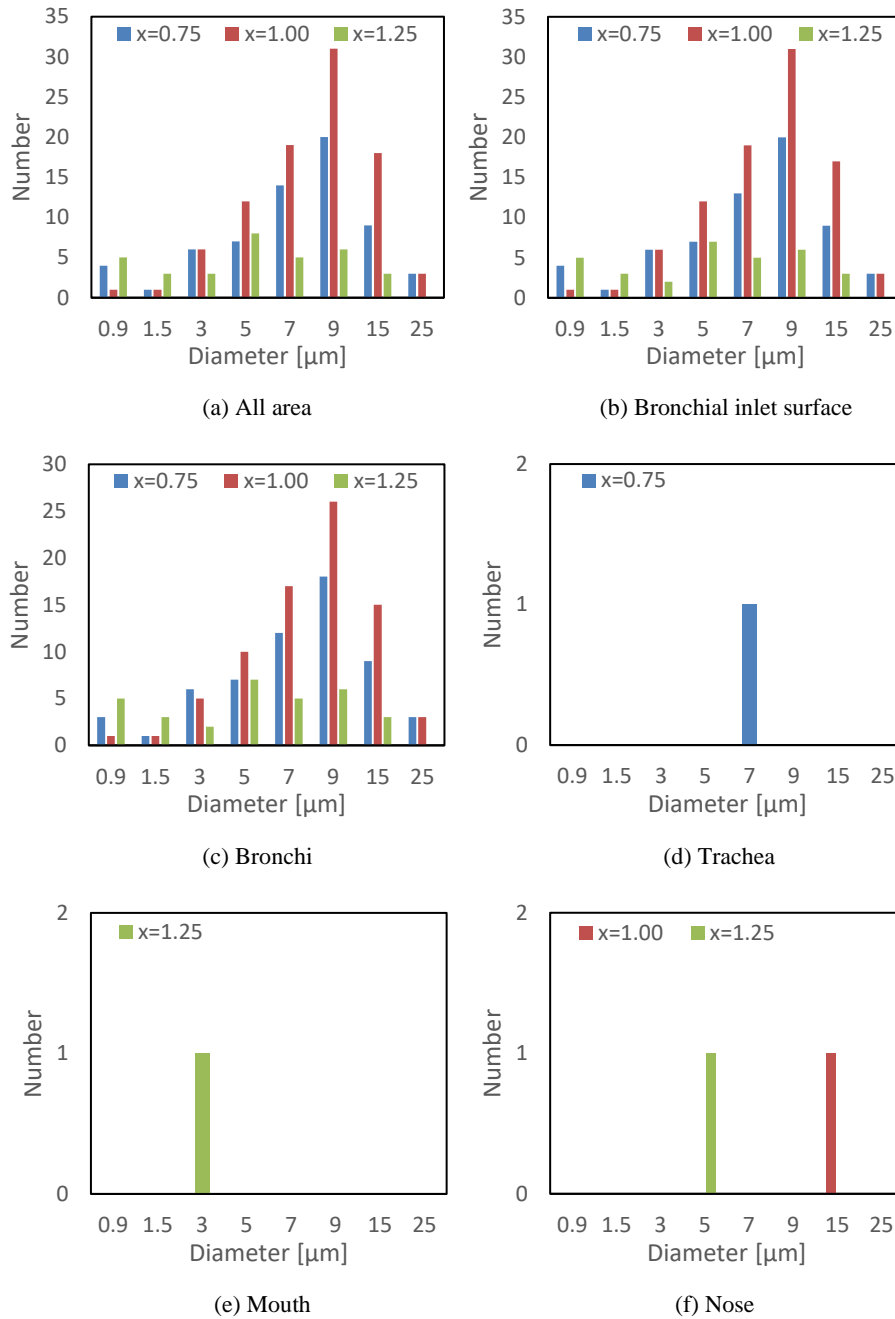 x=0.75 x=1.00 x=1.25
35
30
25
20
15
10
5
0
Number
0.9 1.5 3 5 7 9 15 25
Diameter [μm]
(a) All area
x=0.75 x=1.00 x=1.25
35
30
25
20
15
10
5
0
Number
0.9 1.5 3 5 7 9 15 25
Diameter [μm]
(b) Bronchial inlet surface
x=0.75 x=1.00 x=1.25
30
25
20
15
10
5
0
Number
0.9 1.5 3 5 7 9 15 25
Diameter [μm]
(c) Bronchi
x=0.75
2
1
0
Number
0.9 1.5 3 5 7 9 15 25
Diameter [μm]
(d) Trachea
x=1.25
2
1
0
Number
0.9 1.5 3 5 7 9 15 25
Diameter [μm]
(e) Mouth
x=1.00 x=1.25
2
1
0
Number
0.9 1.5 3 5 7 9 15 25
Diameter [μm]
(f) Nose